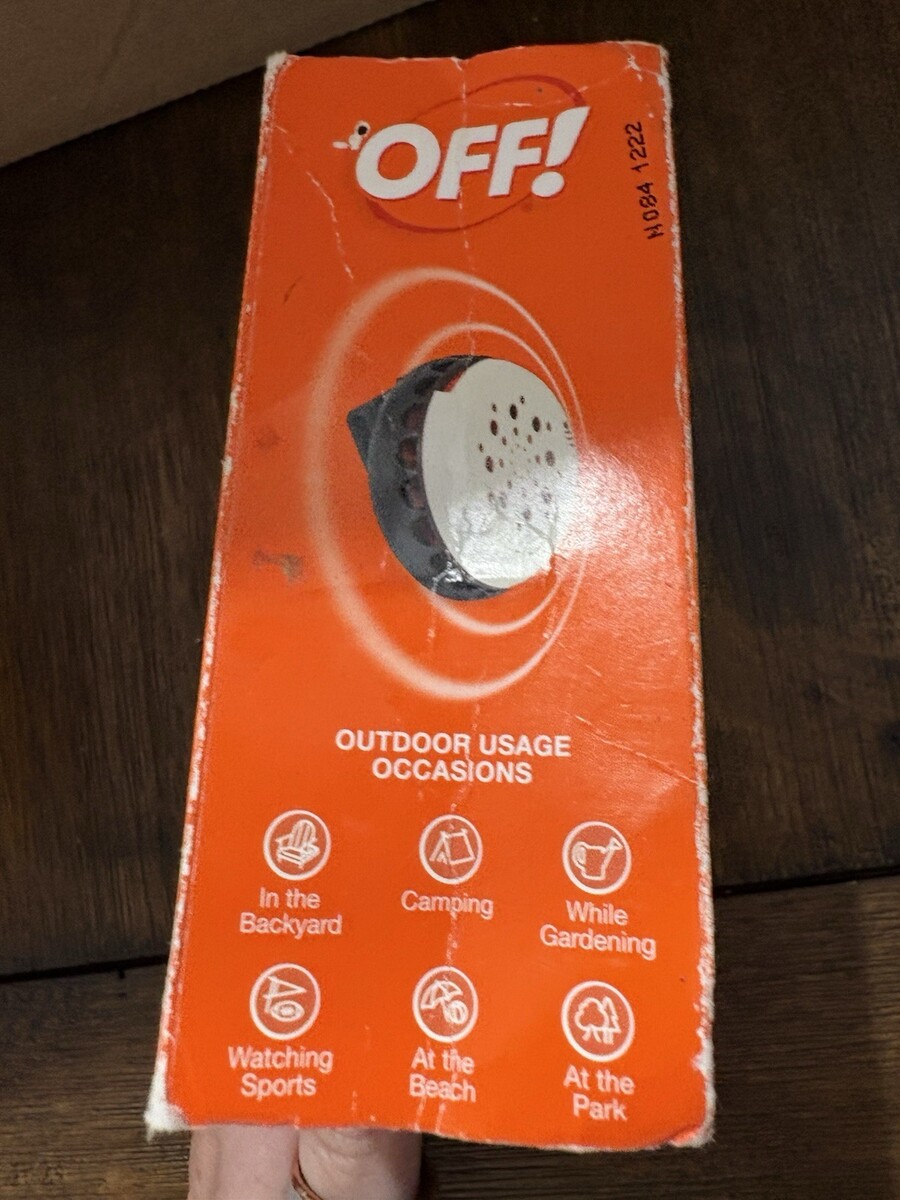 OFF!
N084 1222
OUTDOOR USAGE
OCCASIONS
In the
Backyard
Camping
While
Gardening
Watching
Sports
At the
Beach
At the
Park